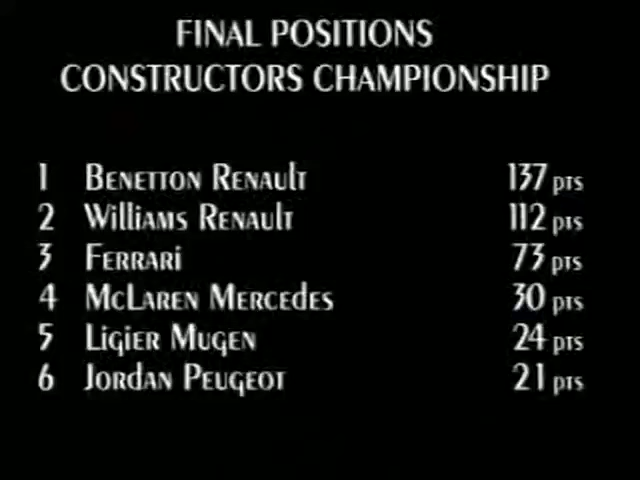 FINAL POSITIONS
CONSTRUCTORS CHAMPIONSHIP
1 BENETTON RENAULT 137 PTS
2 WILLIAMS RENAULT 112 PTS
3 FERRARI 73 PTS
4 MCLAREN MERCEDES 30 PTS
5 LIGIER MUGEN 24 PTS
6 JORDAN PEUGEOT 21 PTS